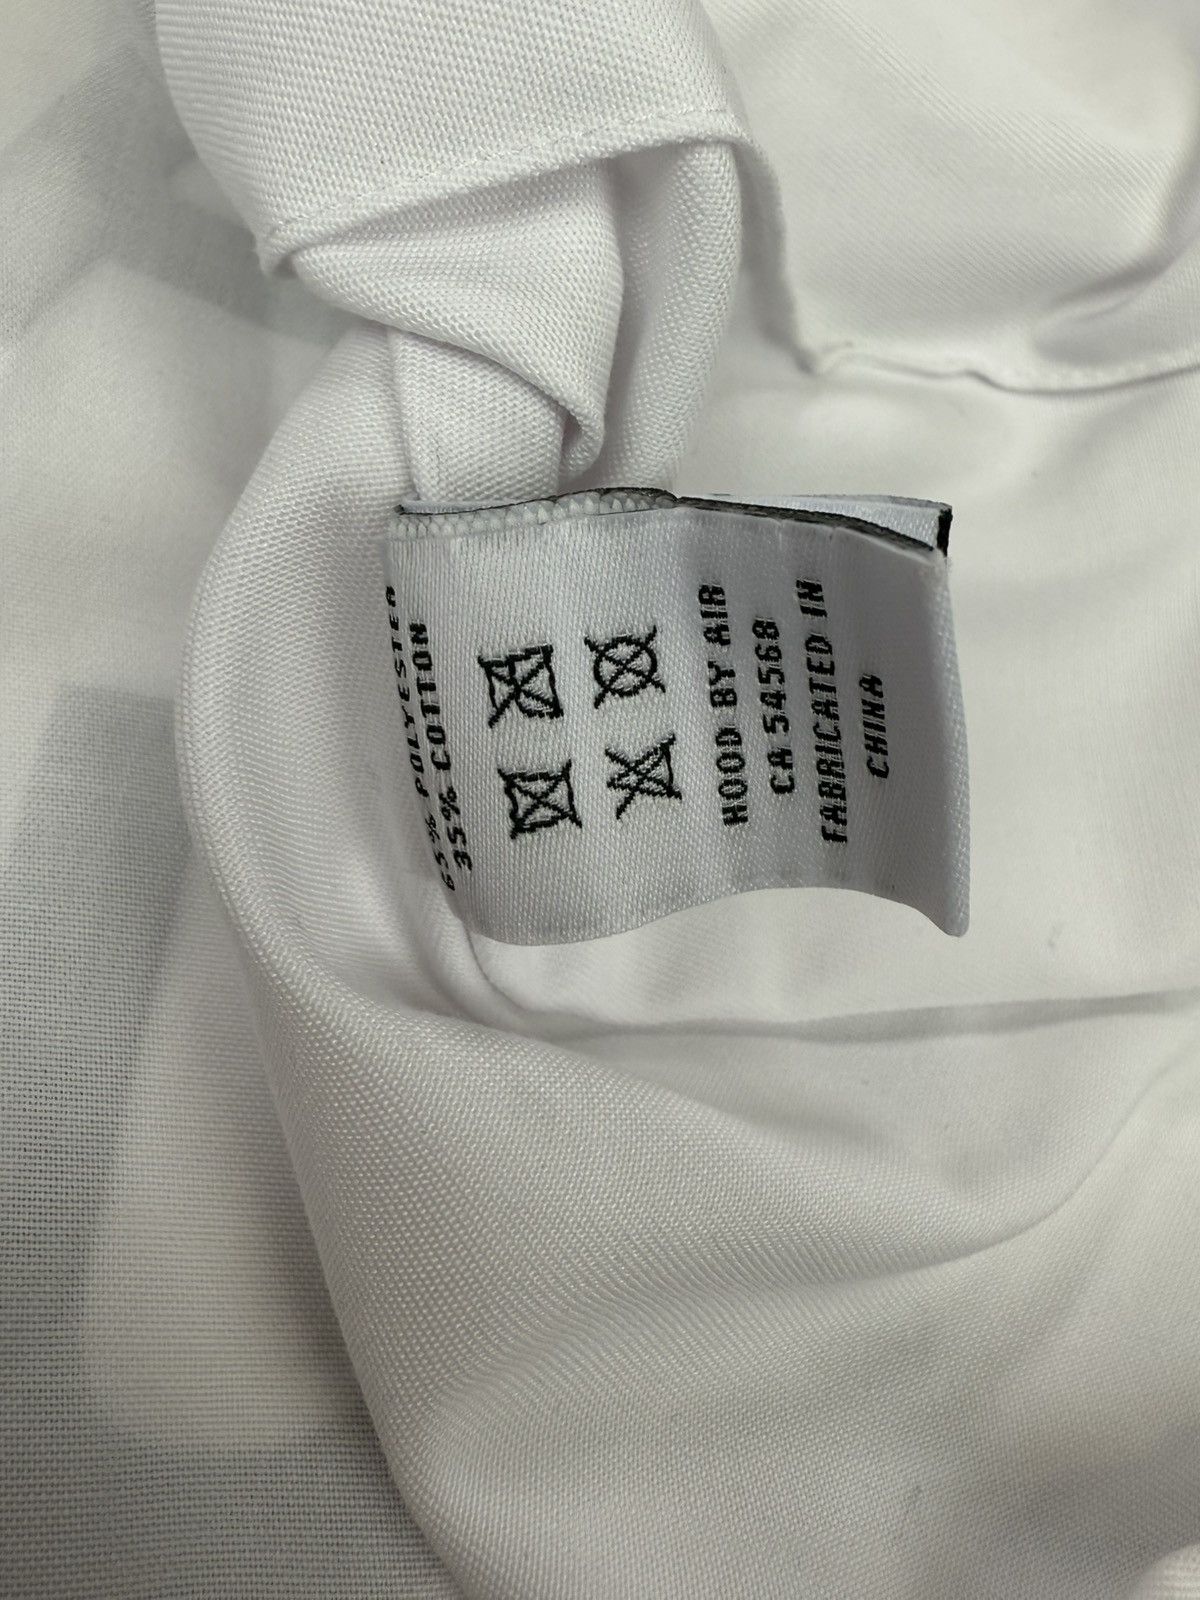 65% POLYESTER
35% COTTON
HOOD BY AIR
CA 54568
FABRICATED IN
CHINA